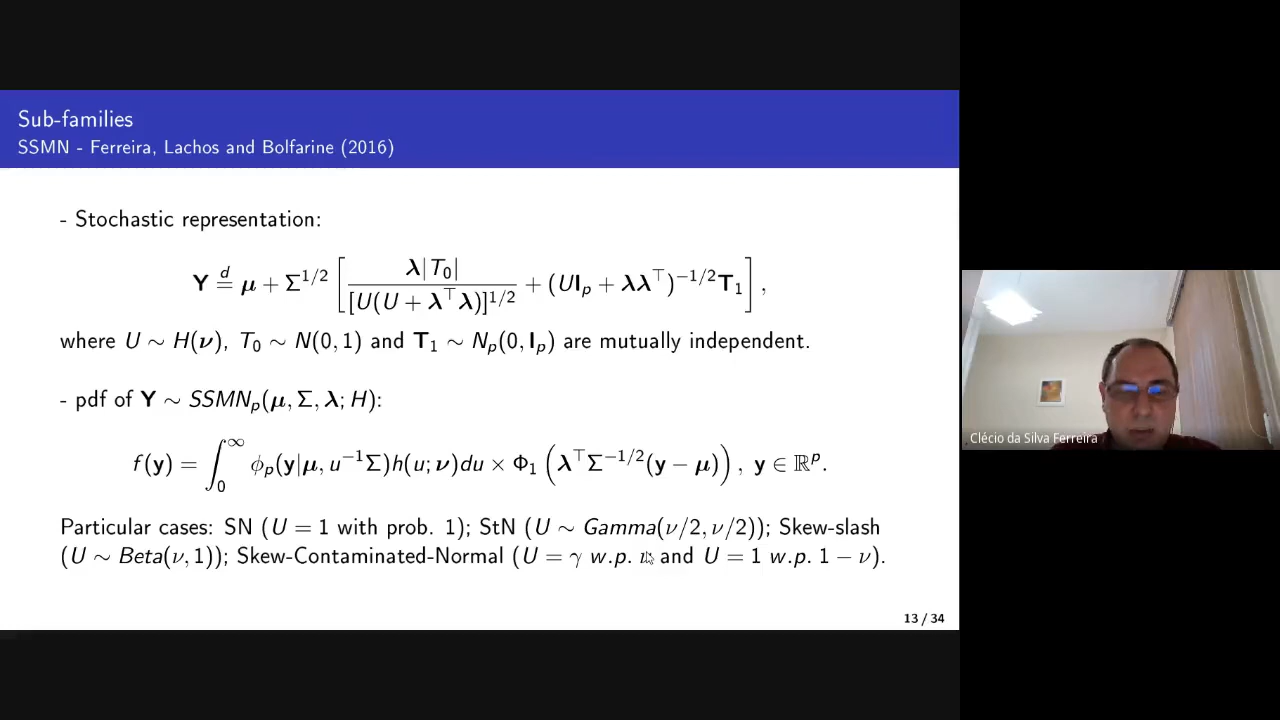 Sub-families
SSMN - Ferreira, Lachos and Bolfarine (2016)
- Stochastic representation:
Y =^d μ + Σ^{1/2} [ λ|T_0| / [U(U + λ^⊤λ)]^{1/2} + (UI_p + λλ^⊤)^{-1/2}T_1 ],
where U ∼ H(ν), T_0 ∼ N(0, 1) and T_1 ∼ N_p(0, I_p) are mutually independent.
- pdf of Y ∼ SSMN_p(μ, Σ, λ; H):
f(y) = ∫_0^∞ ϕ_p(y|μ, u^{-1}Σ)h(u; ν)du × Φ_1 (λ^⊤Σ^{-1/2}(y − μ)), y ∈ ℝ^p.
Particular cases: SN (U = 1 with prob. 1); StN (U ∼ Gamma(ν/2, ν/2)); Skew-slash
(U ∼ Beta(ν, 1)); Skew-Contaminated-Normal (U = γ w.p. and U = 1 w.p. 1 − ν).
13 / 34
Clécio da Silva Ferreira